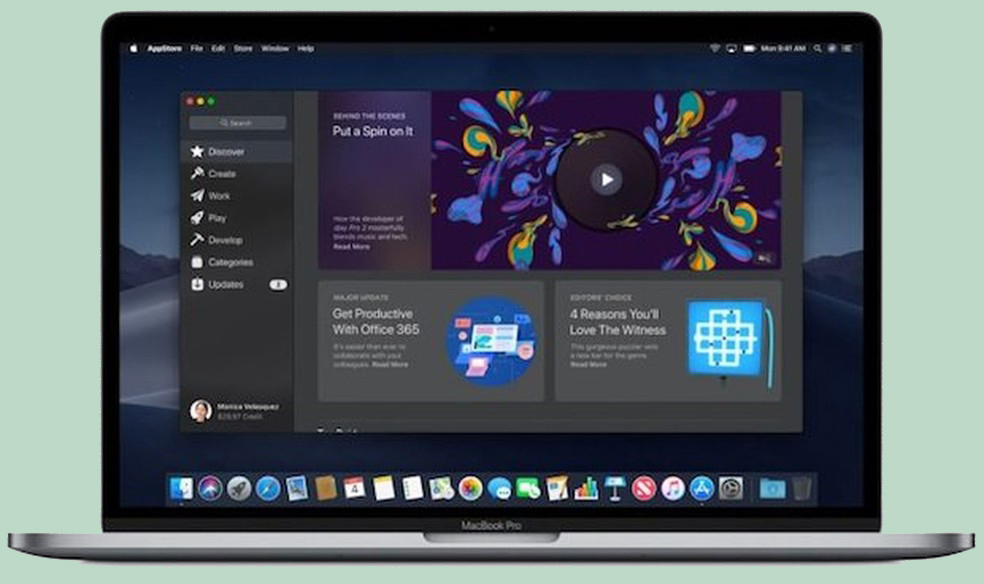 AppStore File Edit Store Window Help
Mon 9:41 AM
Search
Discover
Create
Work
Play
Develop
Categories
Updates
Monica Velasquez
BEHIND THE SCENES
Put a Spin on It
How the developer of
djay Pro 2 masterfully
blends music and tech.
Read More
MAJOR UPDATE
Get Productive
With Office 365
It's easier than ever to
collaborate with your
colleagues. Read More
EDITORS' CHOICE
4 Reasons You'll
Love The Witness
This gorgeous puzzler sets
a new bar for the genre.
Read More
4
MacBook Pro